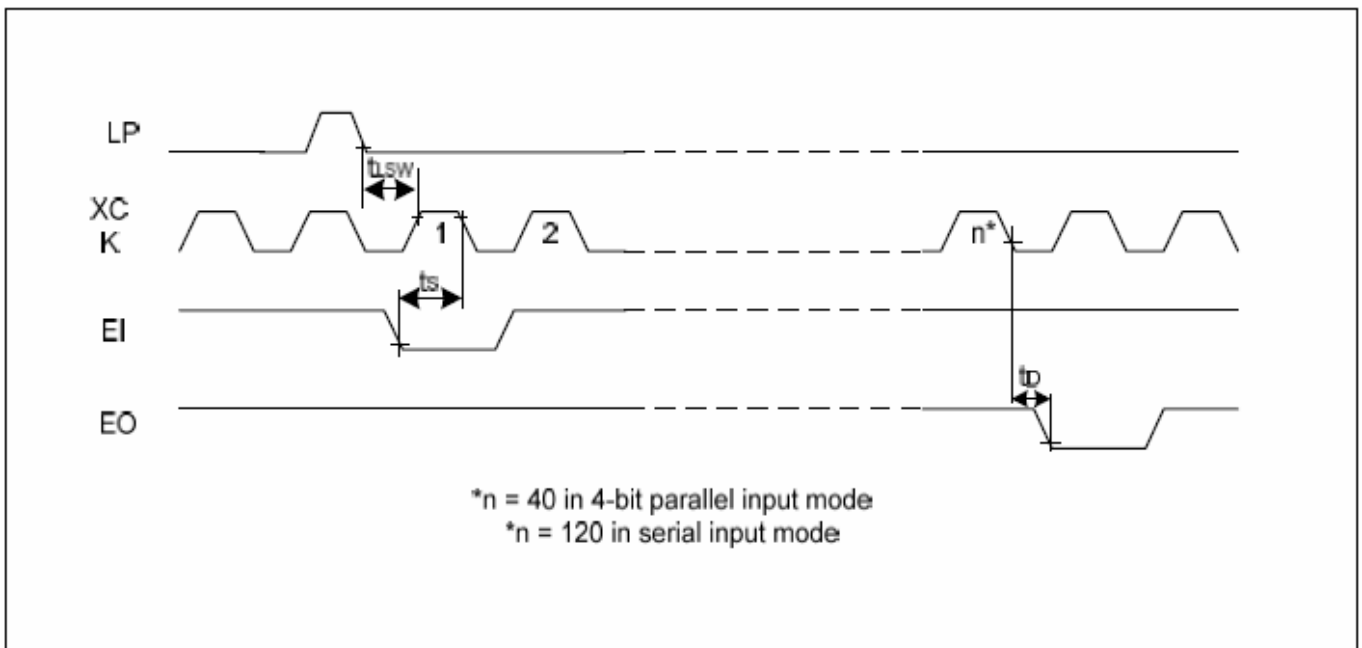 LP
tLSW
XC
K
1
2
n*
ts
EI
tD
EO
*n = 40 in 4-bit parallel input mode
*n = 120 in serial input mode